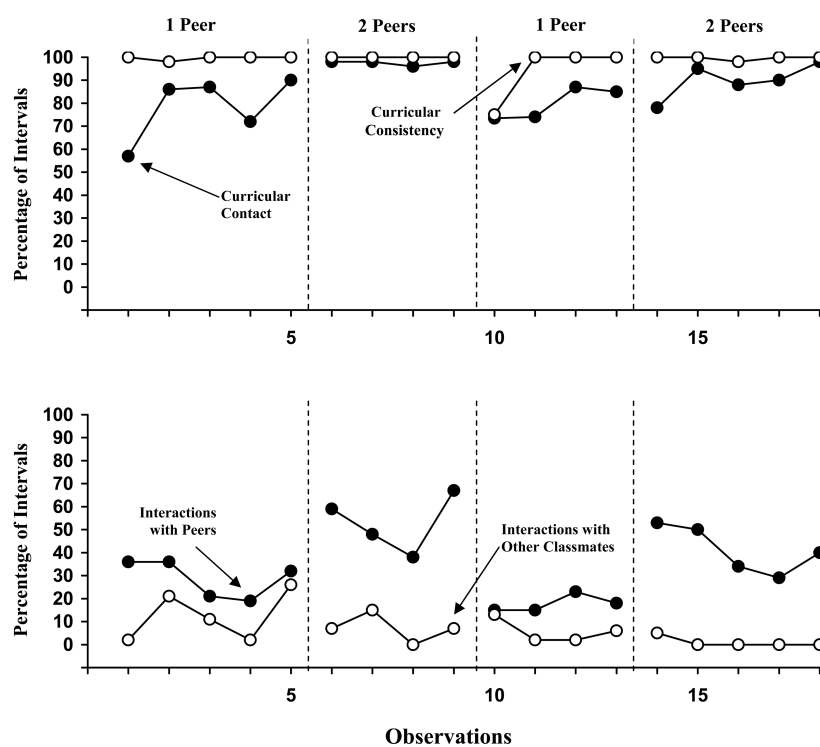 1 Peer 2 Peers 1 Peer 2 Peers
Percentage of Intervals
100
90
80
70
60
50
40
30
20
10
0
Curricular
Contact
Curricular
Consistency
5 10 15
Percentage of Intervals
100
90
80
70
60
50
40
30
20
10
0
Interactions
with Peers
Interactions with
Other Classmates
5 10 15
Observations